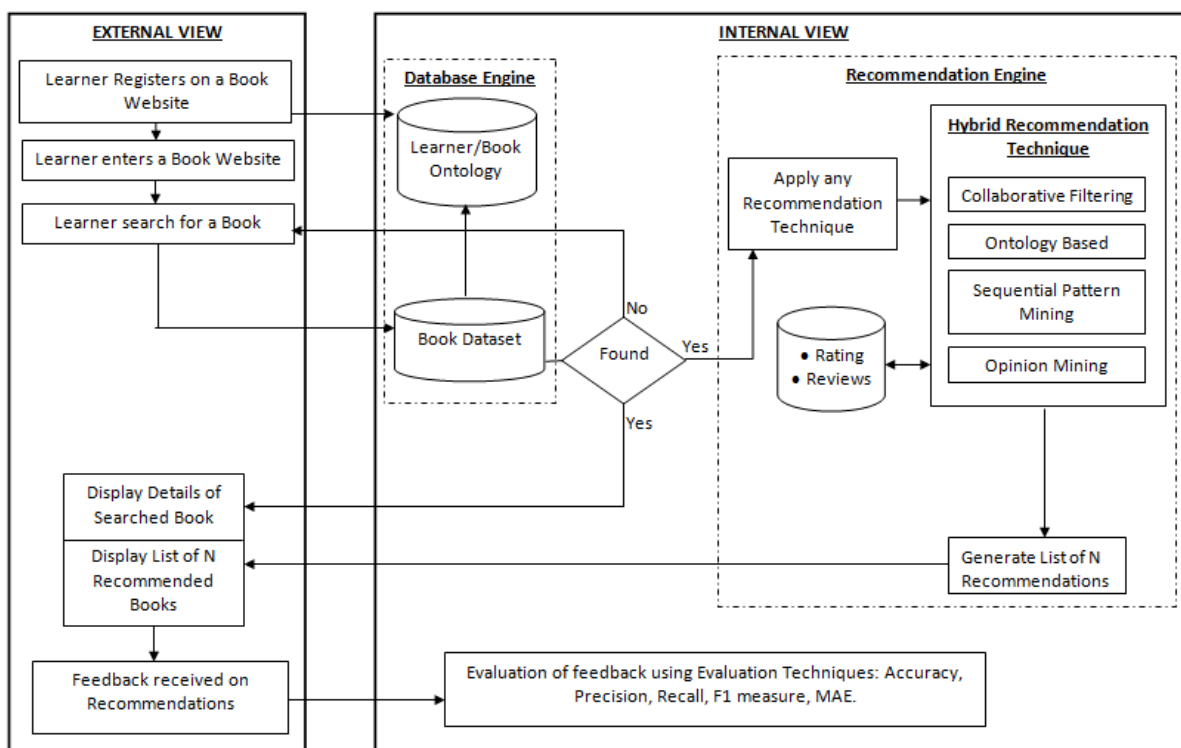 EXTERNAL VIEW
Learner Registers on a Book
Website
Learner enters a Book Website
Learner search for a Book
Display Details of
Searched Book
Display List of N
Recommended
Books
Feedback received on
Recommendations
INTERNAL VIEW
Database Engine
Learner/Book
Ontology
Book Dataset
No
Found
Yes
Yes
Recommendation Engine
Apply any
Recommendation
Technique
● Rating
● Reviews
Hybrid Recommendation
Technique
Collaborative Filtering
Ontology Based
Sequential Pattern
Mining
Opinion Mining
Generate List of N
Recommendations
Evaluation of feedback using Evaluation Techniques: Accuracy,
Precision, Recall, F1 measure, MAE.